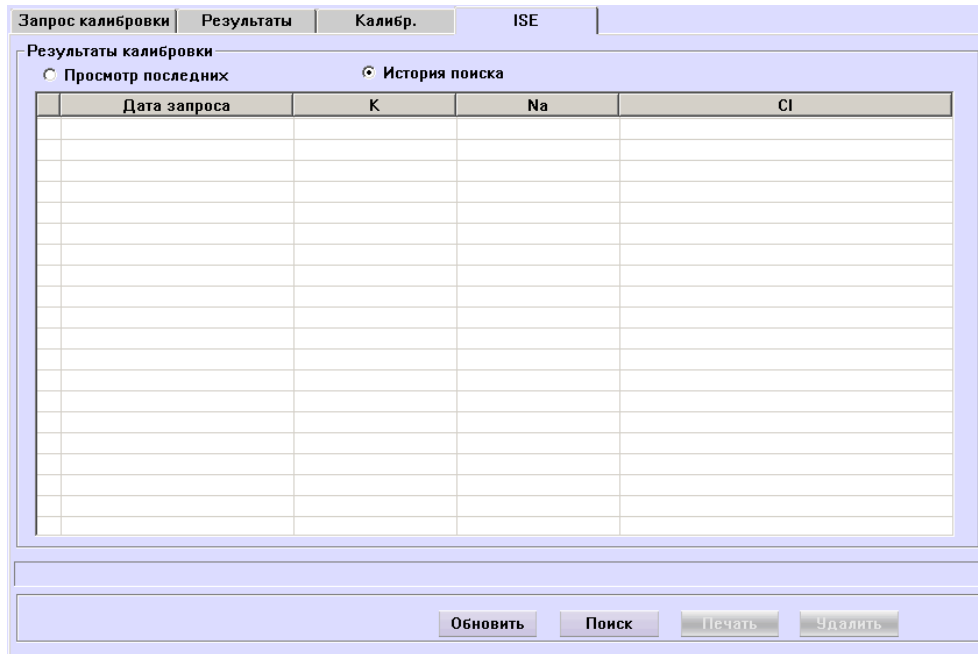 Запрос калибровки Результаты Калибр. ISE
Результаты калибровки
Просмотр последних История поиска
Дата запроса K Na Cl
Обновить Поиск Печать Удалить